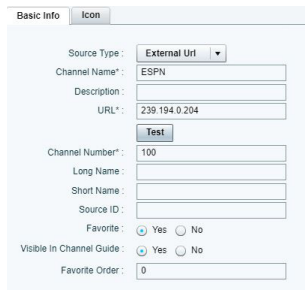 Basic Info Icon
Source Type : External Url
Channel Name* : ESPN
Description :
URL* : 239.194.0.204
Test
Channel Number* : 100
Long Name :
Short Name :
Source ID :
Favorite : Yes No
Visible In Channel Guide : Yes No
Favorite Order : 0